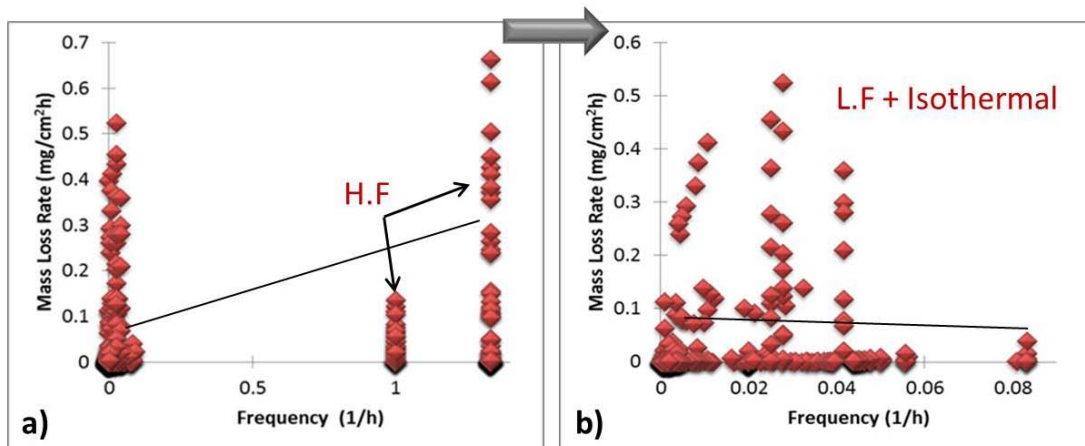 0.7
0.6
0.5
0.4
0.3
0.2
0.1
0
Mass Loss Rate (mg/cm²h)
H.F
0 0.5 1
Frequency (1/h)
a)
0.6
0.5
0.4
0.3
0.2
0.1
0
Mass Loss Rate (mg/cm²h)
L.F + Isothermal
0 0.02 0.04 0.06 0.08
Frequency (1/h)
b)